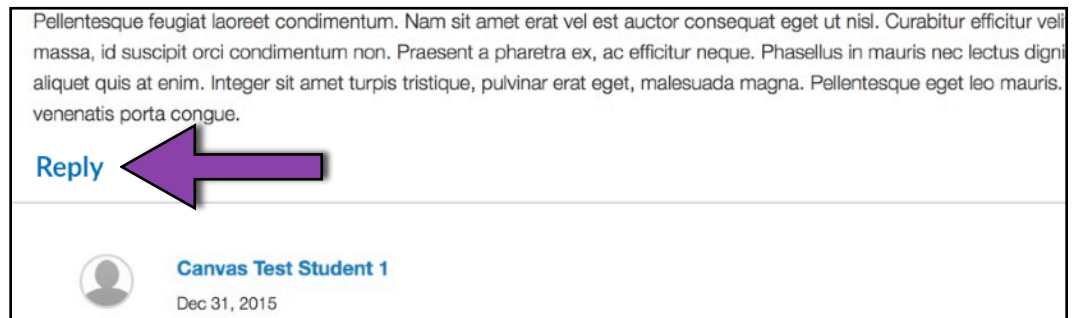 Pellentesque feugiat laoreet condimentum. Nam sit amet erat vel est auctor consequat eget ut nisl. Curabitur efficitur veli
massa, id suscipit orci condimentum non. Praesent a pharetra ex, ac efficitur neque. Phasellus in mauris nec lectus digni
aliquet quis at enim. Integer sit amet turpis tristique, pulvinar erat eget, malesuada magna. Pellentesque eget leo mauris.
venenatis porta congue.
Reply
Canvas Test Student 1
Dec 31, 2015